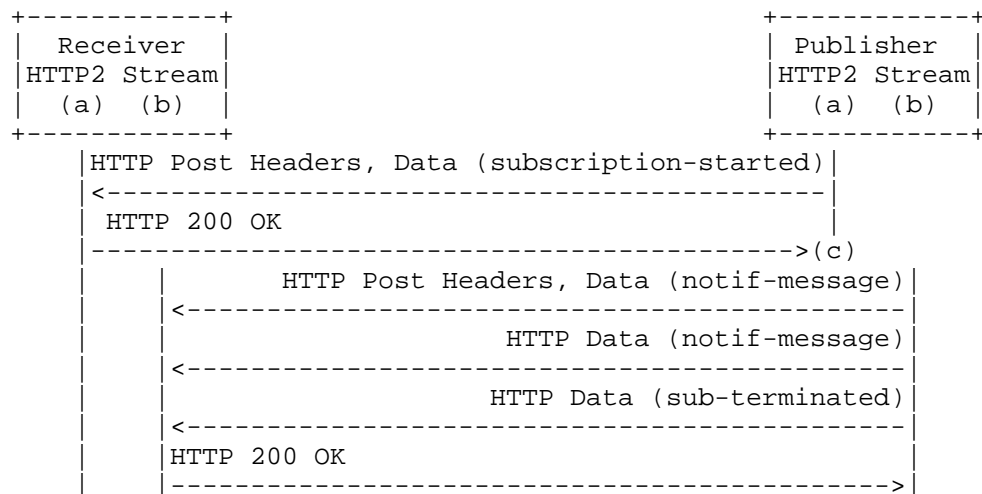 Receiver Publisher
HTTP2 Stream HTTP2 Stream
(a) (b) (a) (b)
HTTP Post Headers, Data (subscription-started)
HTTP 200 OK
(c)
HTTP Post Headers, Data (notif-message)
HTTP Data (notif-message)
HTTP Data (sub-terminated)
HTTP 200 OK